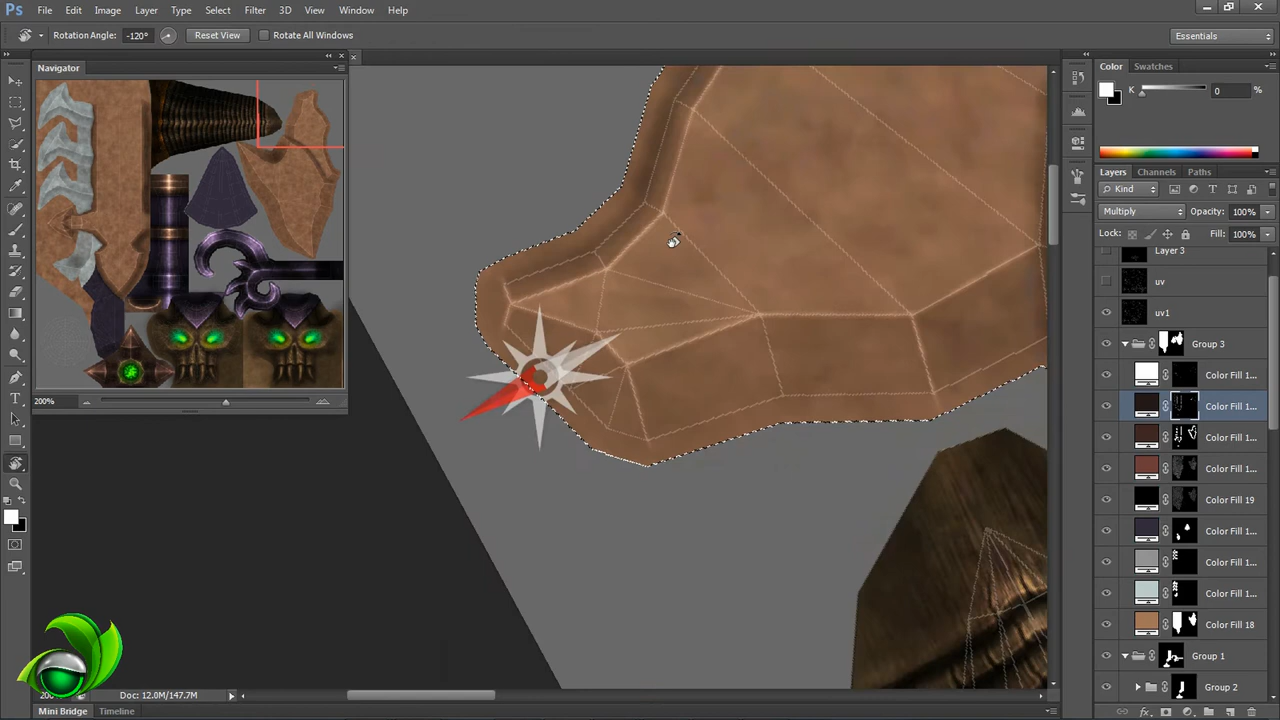 Ps File Edit Image Layer Type Select Filter 3D View Window Help
Rotation Angle: -120° Reset View Rotate All Windows Essentials
Navigator
Color Swatches
K 0 %
Layers Channels Paths
Kind
Multiply Opacity: 100%
Lock: Fill: 100%
Layer 3
uv
uv1
Group 3
Color Fill 1...
Color Fill 1...
Color Fill 1...
Color Fill 1...
Color Fill 19
Color Fill 1...
Color Fill 1...
Color Fill 1...
Color Fill 18
Group 1
Group 2
200%
Doc: 12.0M/147.7M
Mini Bridge Timeline